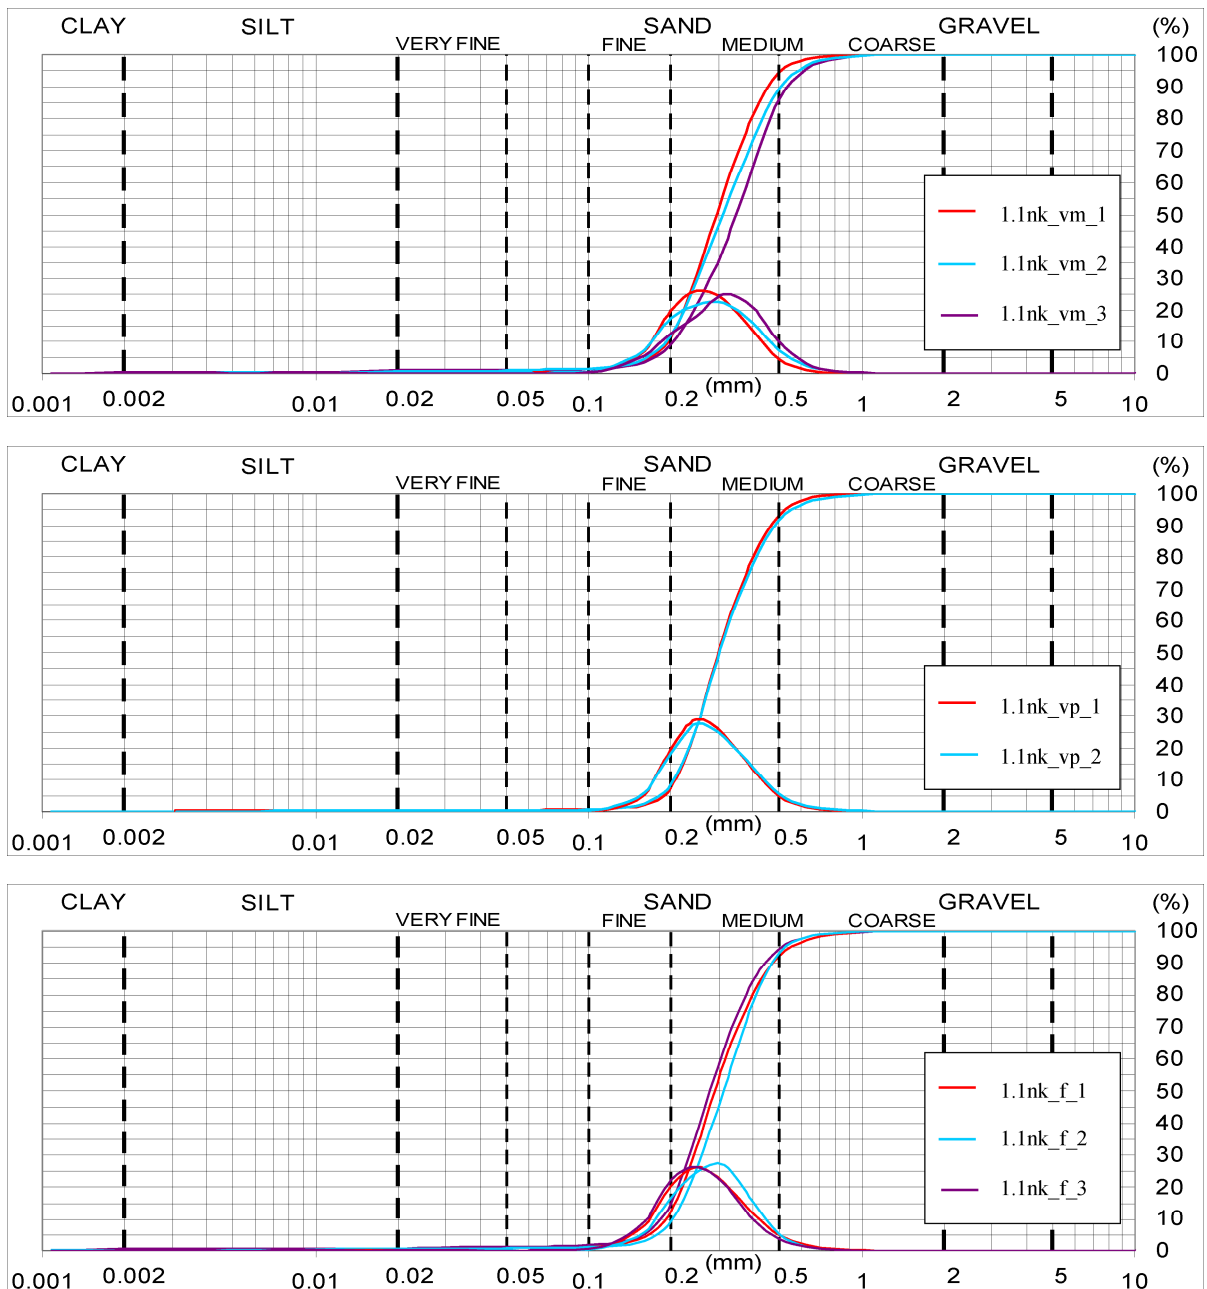 CLAY SILT SAND GRAVEL (%)
VERY FINE FINE MEDIUM COARSE
100
90
80
70
60
50
40
30
20
10
0
1.1nk_vm_1
1.1nk_vm_2
1.1nk_vm_3
(mm)
0.001 0.002 0.01 0.02 0.05 0.1 0.2 0.5 1 2 5 10
CLAY SILT SAND GRAVEL (%)
VERY FINE FINE MEDIUM COARSE
100
90
80
70
60
50
40
30
20
10
0
1.1nk_vp_1
1.1nk_vp_2
(mm)
0.001 0.002 0.01 0.02 0.05 0.1 0.2 0.5 1 2 5 10
CLAY SILT SAND GRAVEL (%)
VERY FINE FINE MEDIUM COARSE
100
90
80
70
60
50
40
30
20
10
0
1.1nk_f_1
1.1nk_f_2
1.1nk_f_3
(mm)
0.001 0.002 0.01 0.02 0.05 0.1 0.2 0.5 1 2 5 10